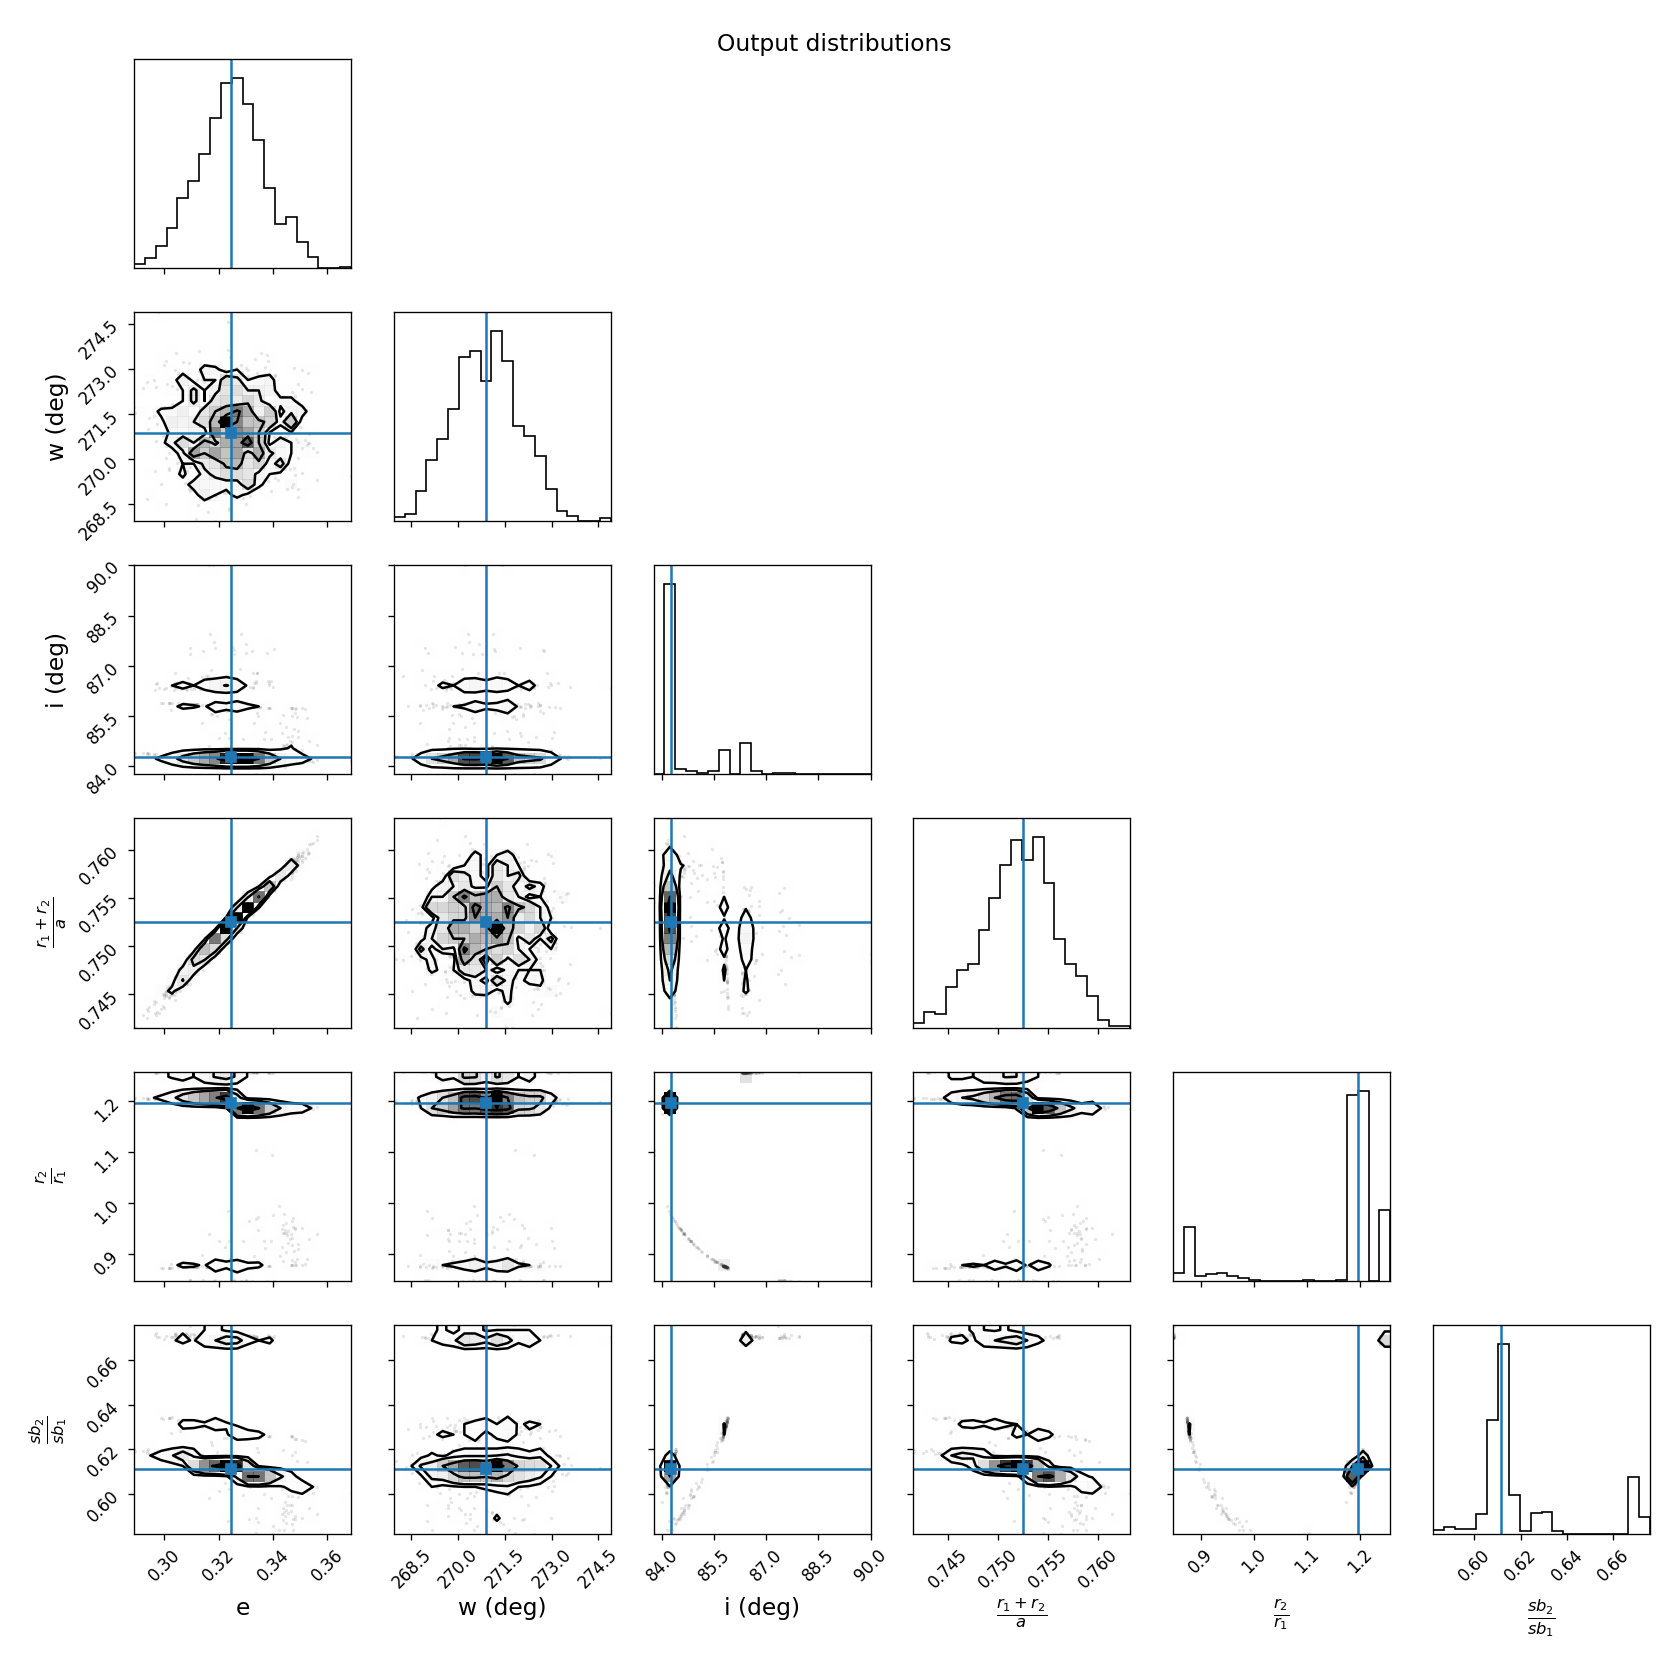 Output distributions
w (deg)
274.5
273.0
271.5
270.0
268.5
i (deg)
90.0
88.5
87.0
85.5
84.0
r₁ + r₂
a
0.760
0.755
0.750
0.745
r₂
r₁
1.2
1.1
1.0
0.9
sb₂
sb₁
0.66
0.64
0.62
0.60
0.30 0.32 0.34 0.36 268.5 270.0 271.5 273.0 274.5 84.0 85.5 87.0 88.5 90.0 0.745 0.750 0.755 0.760 0.9 1.0 1.1 1.2 0.60 0.62 0.64 0.66
e w (deg) i (deg)
r₁ + r₂
a
r₂
r₁
sb₂
sb₁